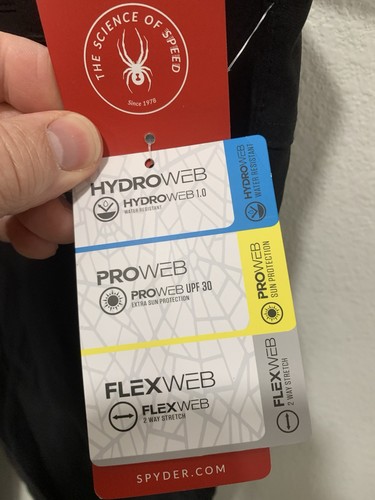 THE SCIENCE OF SPEED
Since 1978
HYDROWEB
HYDROWEB 1.0
WATER RESISTANT
HYDROWEB
WATER RESISTANT
PROWEB
PROWEB UPF 30
EXTRA SUN PROTECTION
PROWEB
SUN PROTECTION
FLEXWEB
FLEXWEB
2 WAY STRETCH
FLEXWEB
2 WAY STRETCH
SPYDER.COM